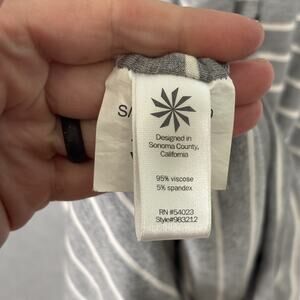 S/
Designed in
Sonoma County,
California
95% viscose
5% spandex
RN #54023
Style#983212